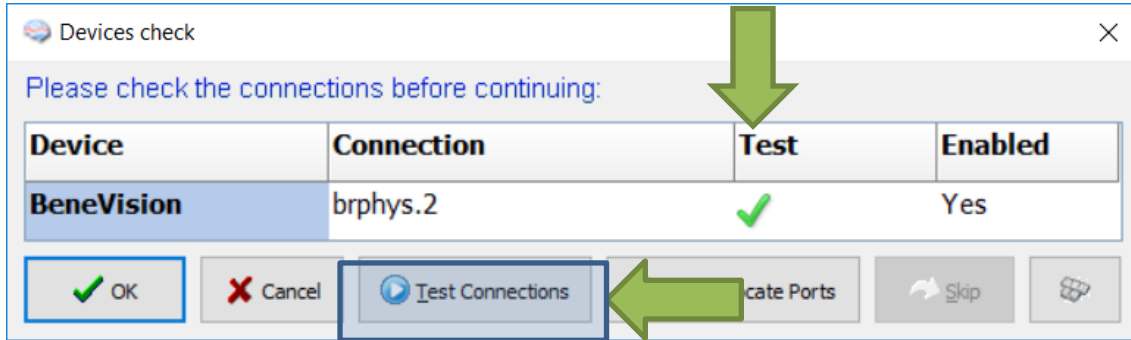 Devices check
Please check the connections before continuing:
Device Connection Test Enabled
BeneVision brphys.2 Yes
OK Cancel Test Connections Ports Skip